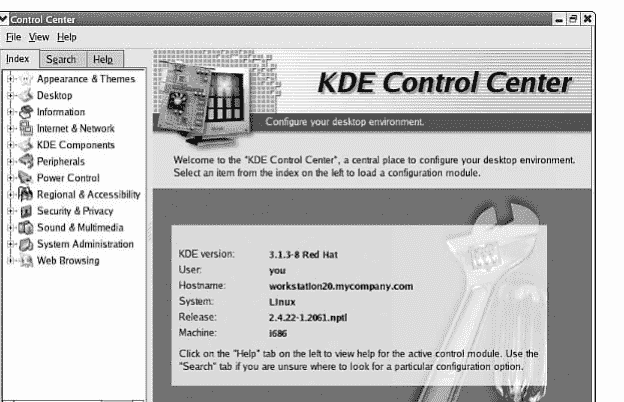 Control Center
File View Help
Index Search Help
KDE Control Center
Configure your desktop environment.
Appearance & Themes
Desktop
Information
Internet & Network
KDE Components
Peripherals
Power Control
Regional & Accessibility
Security & Privacy
Sound & Multimedia
System Administration
Web Browsing
Welcome to the "KDE Control Center", a central place to configure your desktop environment.
Select an item from the index on the left to load a configuration module.
KDE version: 3.1.3-8 Red Hat
User: you
Hostname: workstation20.mycompany.com
System: Linux
Release: 2.4.22-1.2061.nptl
Machine: i686
Click on the "Help" tab on the left to view help for the active control module. Use the
"Search" tab if you are unsure where to look for a particular configuration option.